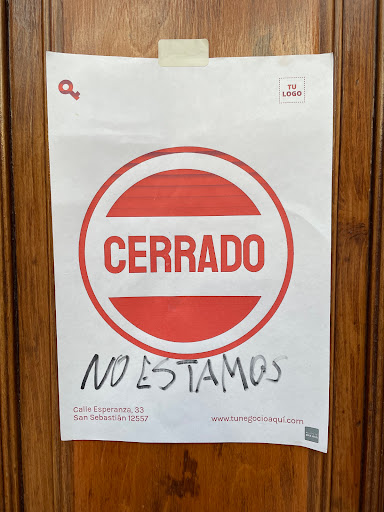 TU
LOGO
CERRADO
NO ESTAMOS
Calle Esperanza, 33
San Sebastián 12557
www.tunegocioaquí.com